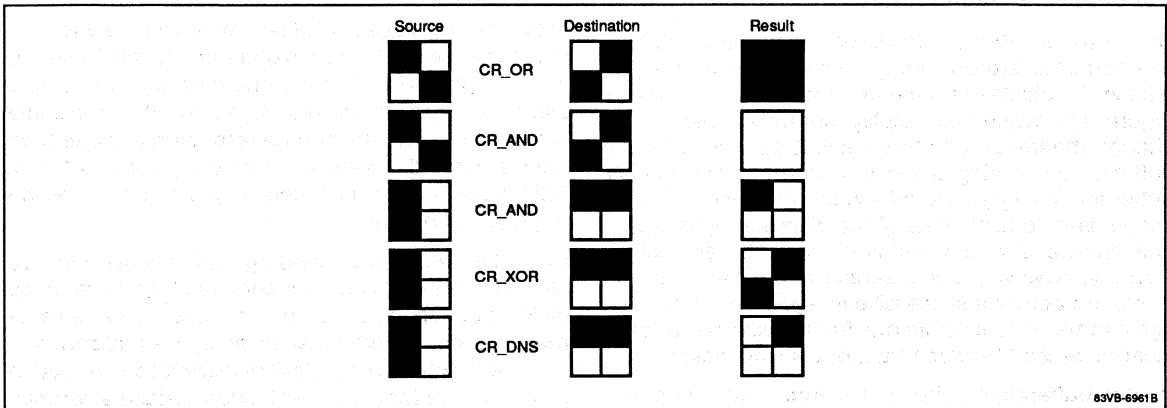 Source Destination Result
CR_OR
CR_AND
CR_AND
CR_XOR
CR_DNS
83VB-6961B